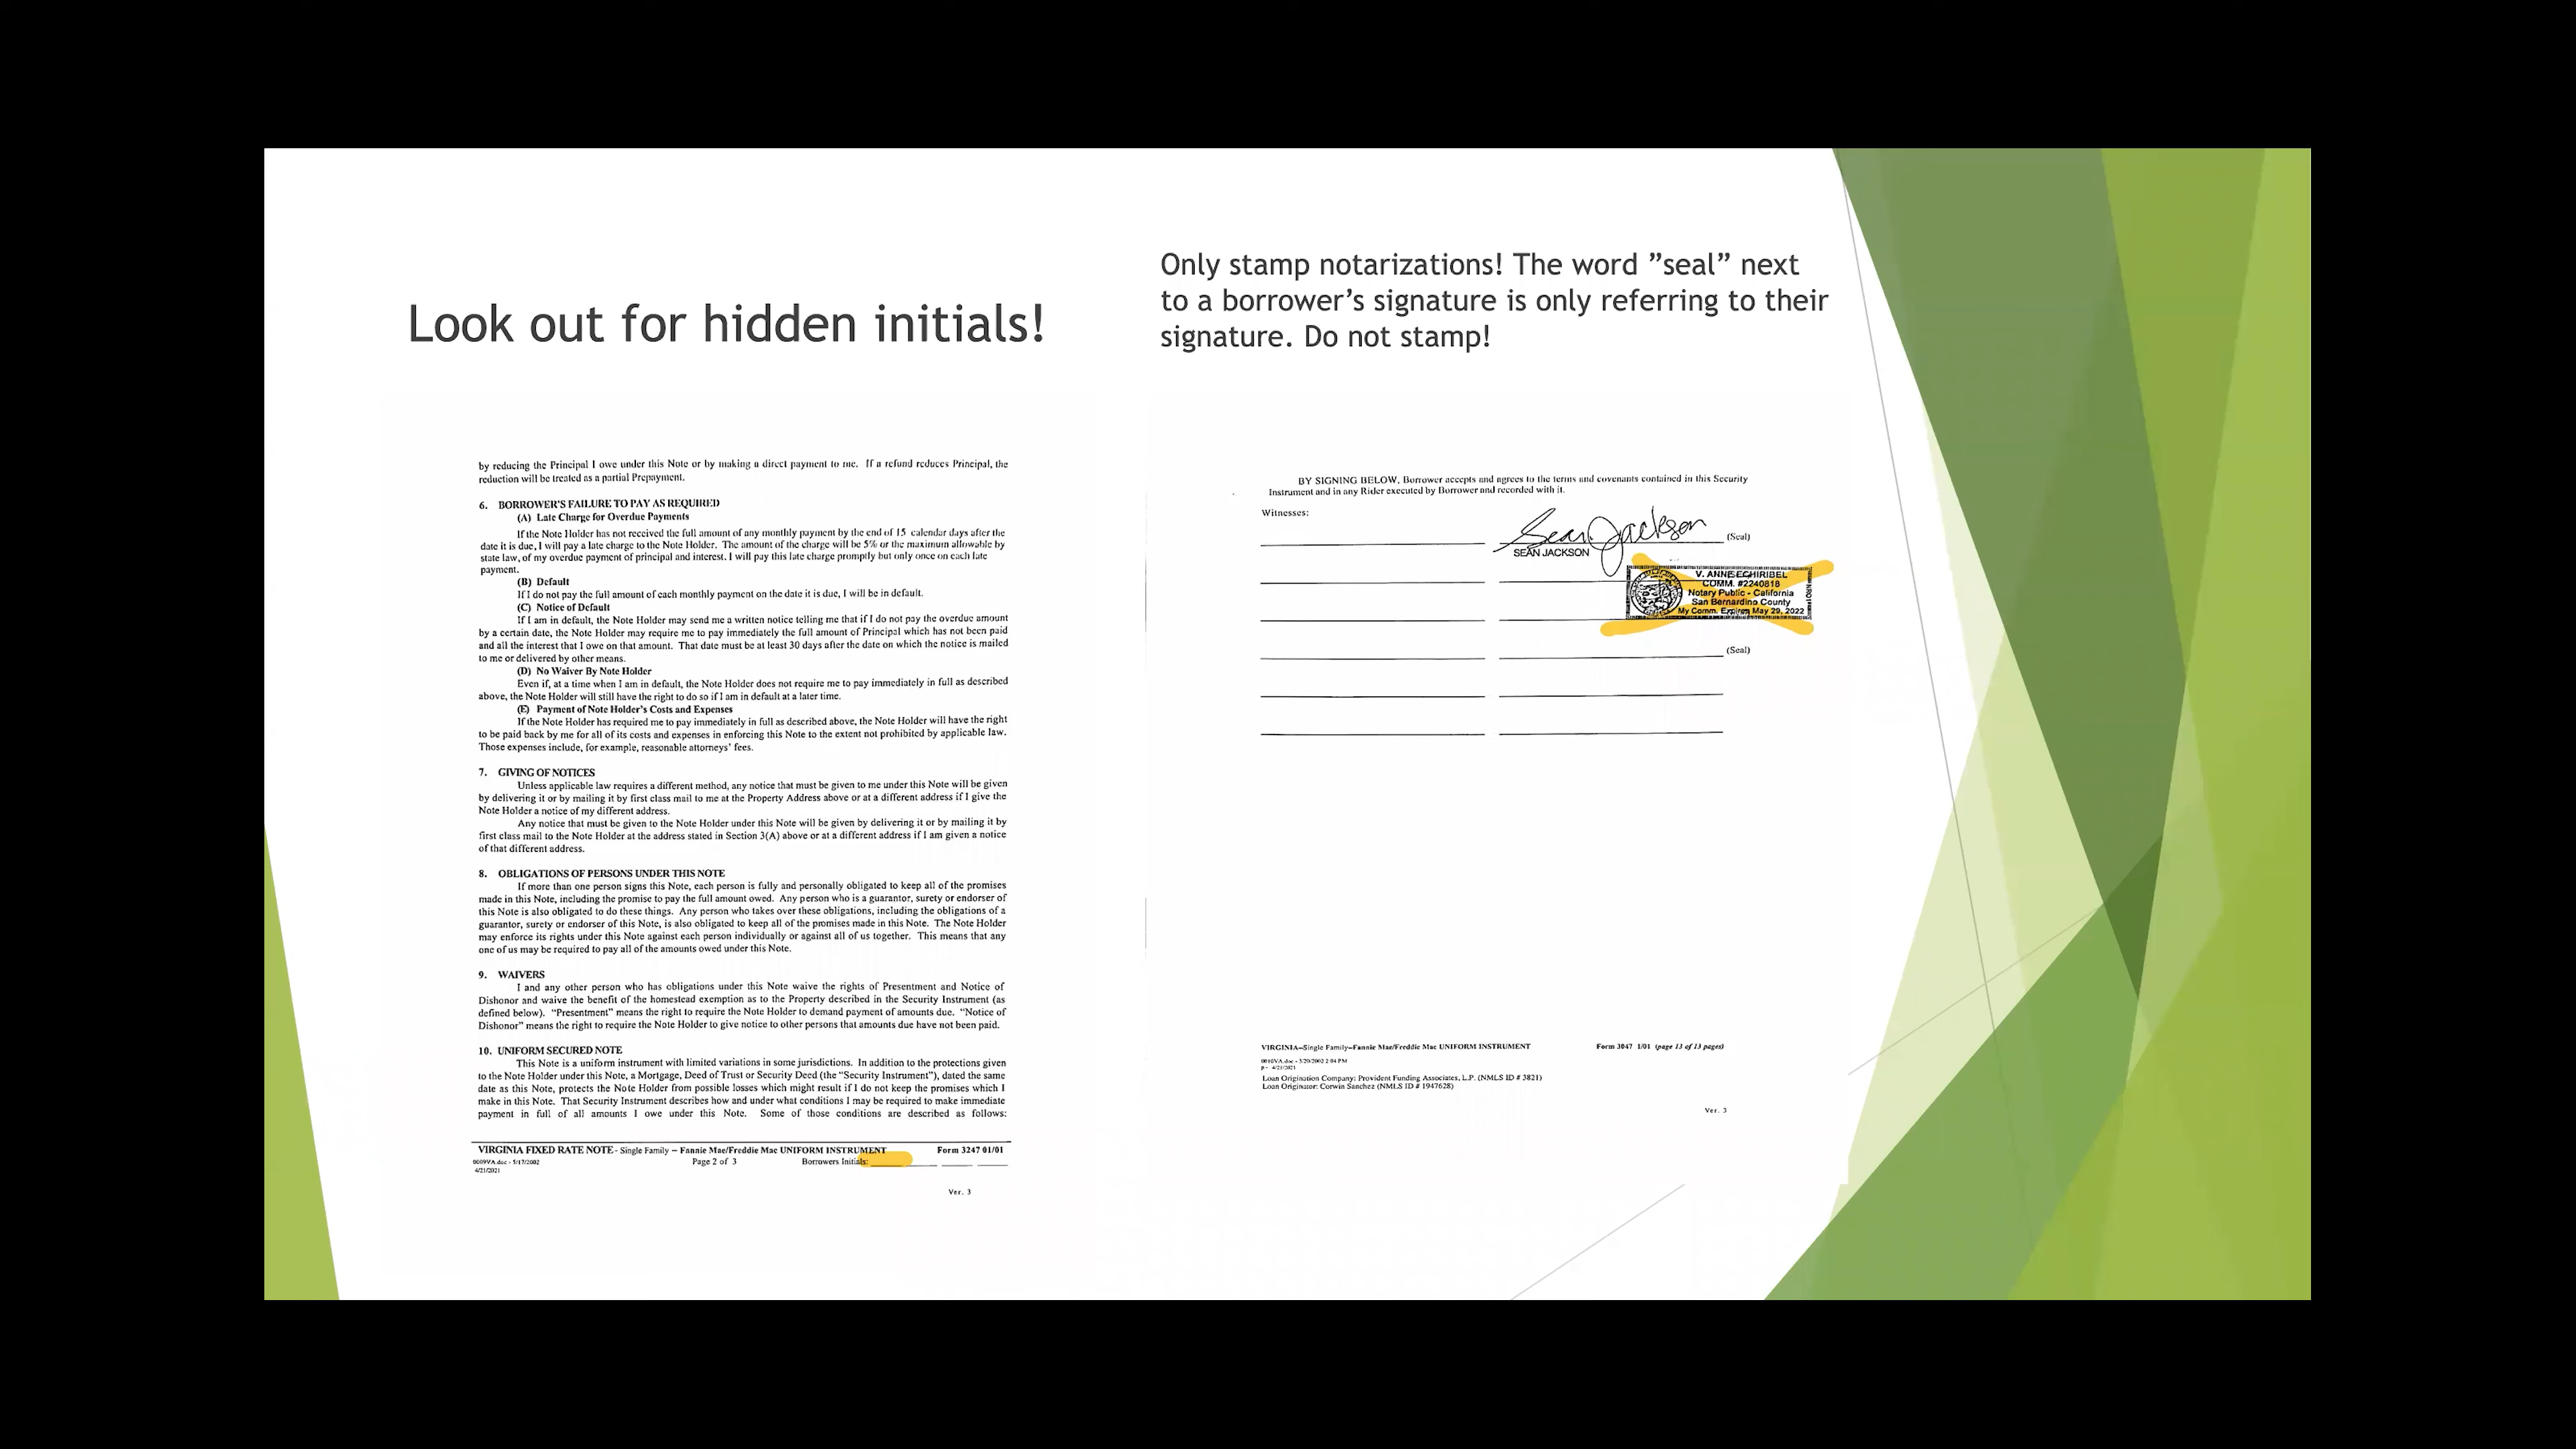 Look out for hidden initials!
by reducing the Principal I owe under this Note or by making a direct payment to me. If a refund reduces Principal, the
reduction will be treated as a partial Prepayment.
6. BORROWER'S FAILURE TO PAY AS REQUIRED
(A) Late Charge for Overdue Payments
If the Note Holder has not received the full amount of any monthly payment by the end of 15 calendar days after the
date it is due, I will pay a late charge to the Note Holder. The amount of the charge will be 5% or the maximum allowable by
state law, of my overdue payment of principal and interest. I will pay this late charge promptly but only once on each late
payment.
(B) Default
If I do not pay the full amount of each monthly payment on the date it is due, I will be in default.
(C) Notice of Default
If I am in default, the Note Holder may send me a written notice telling me that if I do not pay the overdue amount
by a certain date, the Note Holder may require me to pay immediately the full amount of Principal which has not been paid
and all the interest that I owe on that amount. That date must be at least 30 days after the date on which the notice is mailed
to me or delivered by other means.
(D) No Waiver By Note Holder
Even if, at a time when I am in default, the Note Holder does not require me to pay immediately in full as described
above, the Note Holder will still have the right to do so if I am in default at a later time.
(E) Payment of Note Holder's Costs and Expenses
If the Note Holder has required me to pay immediately in full as described above, the Note Holder will have the right
to be paid back by me for all of its costs and expenses in enforcing this Note to the extent not prohibited by applicable law.
Those expenses include, for example, reasonable attorneys' fees.
7. GIVING OF NOTICES
Unless applicable law requires a different method, any notice that must be given to me under this Note will be given
by delivering it or by mailing it by first class mail to me at the Property Address above or at a different address if I give the
Note Holder a notice of my different address.
Any notice that must be given to the Note Holder under this Note will be given by delivering it or by mailing it by
first class mail to the Note Holder at the address stated in Section 3(A) above or at a different address if I am given a notice
of that different address.
8. OBLIGATIONS OF PERSONS UNDER THIS NOTE
If more than one person signs this Note, each person is fully and personally obligated to keep all of the promises
made in this Note, including the promise to pay the full amount owed. Any person who is a guarantor, surety or endorser of
this Note is also obligated to do these things. Any person who takes over these obligations, including the obligations of a
guarantor, surety or endorser of this Note, is also obligated to keep all of the promises made in this Note. The Note Holder
may enforce its rights under this Note against each person individually or against all of us together. This means that any
one of us may be required to pay all of the amounts owed under this Note.
9. WAIVERS
I and any other person who has obligations under this Note waive the rights of Presentment and Notice of
Dishonor and waive the benefit of the homestead exemption as to the Property described in the Security Instrument (as
defined below). "Presentment" means the right to require the Note Holder to demand payment of amounts due. "Notice of
Dishonor" means the right to require the Note Holder to give notice to other persons that amounts due have not been paid.
10. UNIFORM SECURED NOTE
This Note is a uniform instrument with limited variations in some jurisdictions. In addition to the protections given
to the Note Holder under this Note, a Mortgage, Deed of Trust or Security Deed (the "Security Instrument"), dated the same
date as this Note, protects the Note Holder from possible losses which might result if I do not keep the promises which I
make in this Note. That Security Instrument describes how and under what conditions I may be required to make immediate
payment in full of all amounts I owe under this Note. Some of those conditions are described as follows:
VIRGINIA FIXED RATE NOTE - Single Family – Fannie Mae/Freddie Mac UNIFORM INSTRUMENT Form 3247 01/01
0009VA.doc - 5/17/2002 Page 2 of 3 Borrowers Initials:
4/21/2021
Ver. 3
Only stamp notarizations! The word ”seal” next
to a borrower’s signature is only referring to their
signature. Do not stamp!
BY SIGNING BELOW, Borrower accepts and agrees to the terms and covenants contained in this Security
Instrument and in any Rider executed by Borrower and recorded with it.
Witnesses:
Sean Jackson (Seal)
SEAN JACKSON
V. ANNE ECHIRIBEL
COMM. #2240818
Notary Public - California
San Bernardino County
My Comm. Expires May 29, 2022
(Seal)
VIRGINIA–Single Family–Fannie Mae/Freddie Mac UNIFORM INSTRUMENT Form 3047 1/01 (page 13 of 13 pages)
0010VA.doc - 3/20/2002 2:04 PM
p - 4/21/2021
Loan Origination Company: Provident Funding Associates, L.P. (NMLS ID # 3821)
Loan Originator: Corwin Sanchez (NMLS ID # 1947628)
Ver. 3